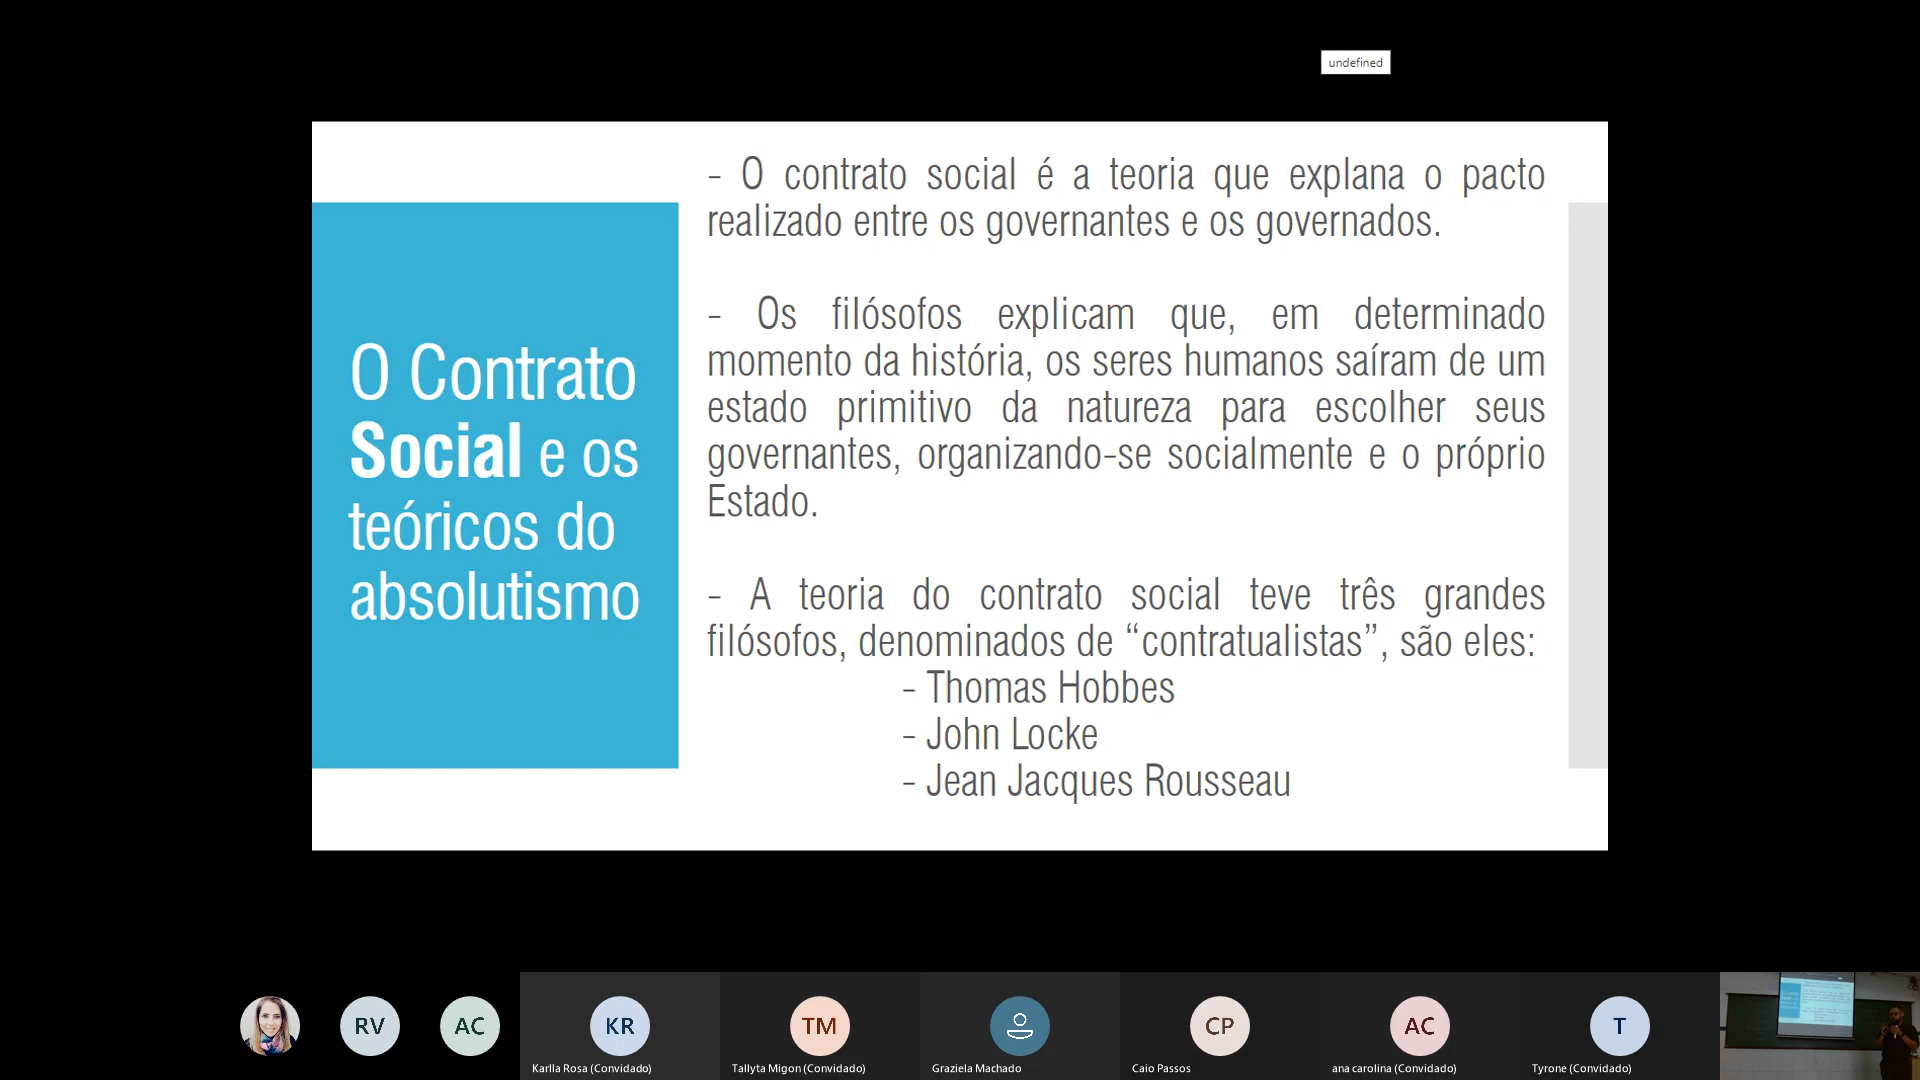 undefined
O Contrato
Social e os
teóricos do
absolutismo
- O contrato social é a teoria que explana o pacto
realizado entre os governantes e os governados.
- Os filósofos explicam que, em determinado
momento da história, os seres humanos saíram de um
estado primitivo da natureza para escolher seus
governantes, organizando-se socialmente e o próprio
Estado.
- A teoria do contrato social teve três grandes
filósofos, denominados de “contratualistas”, são eles:
- Thomas Hobbes
- John Locke
- Jean Jacques Rousseau
RV
AC
KR
TM
CP
AC
T
Karlla Rosa (Convidado)
Tallyta Migon (Convidado)
Graziela Machado
Caio Passos
ana carolina (Convidado)
Tyrone (Convidado)